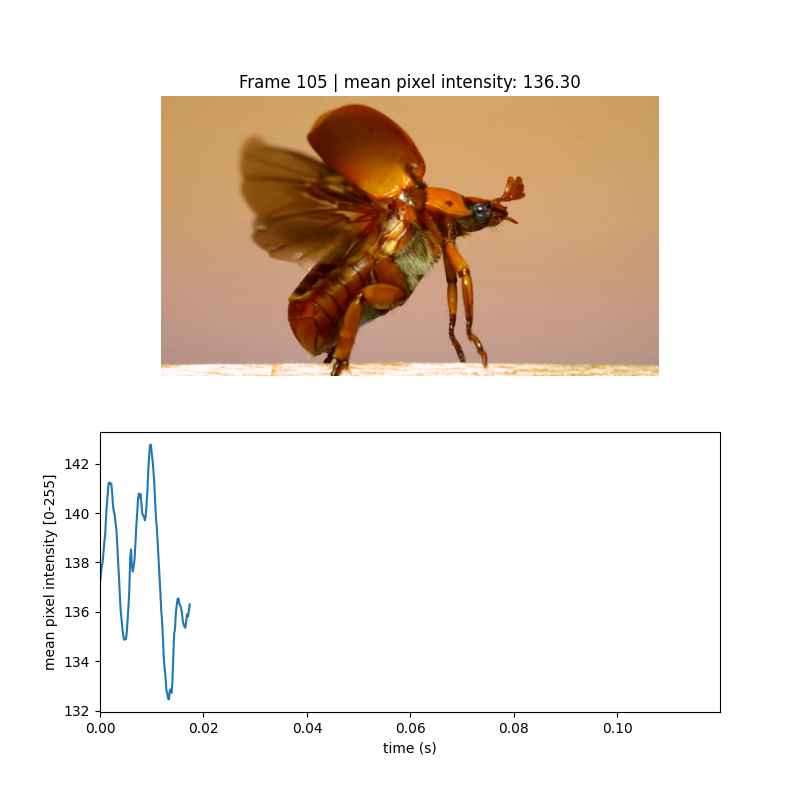 Frame 105 | mean pixel intensity: 136.30
mean pixel intensity [0-255]
142
140
138
136
134
132
0.00 0.02 0.04 0.06 0.08 0.10
time (s)